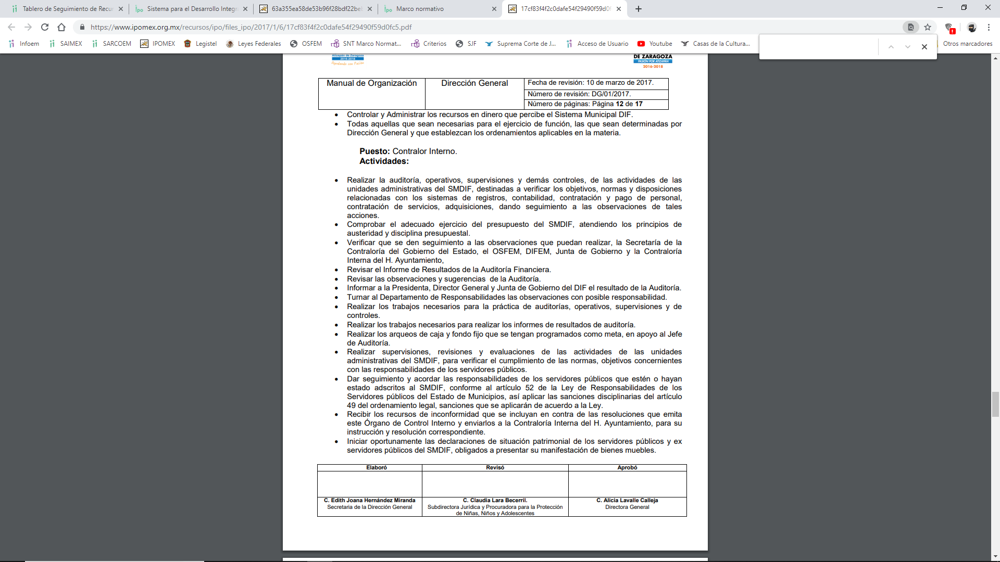 Tablero de Seguimiento de Recur
Sistema para el Desarrollo Integra
63a355ea58de53b96f28bdf22be
Marco normativo
17cf83f4f2c0dafe54f29490f59d0f
https://www.ipomex.org.mx/recursos/ipo/files_ipo/2017/1/6/17cf83f4f2c0dafe54f29490f59d0fc5.pdf
Infoem SAIMEX SARCOEM IPOMEX Legistel Leyes Federales OSFEM SNT Marco Normat... Criterios SJF Suprema Corte de J... Acceso de Usuario Youtube Casas de la Cultura... Otros marcadores
Atizapán de Zaragoza
2016-2018
Ayudando con Pasión
DE ZARAGOZA
PASIÓN POR ATIZAPÁN
2016-2018
Manual de Organización
Dirección General
Fecha de revisión: 10 de marzo de 2017.
Número de revisión: DG/01/2017.
Número de páginas: Página 12 de 17
• Controlar y Administrar los recursos en dinero que percibe el Sistema Municipal DIF.
• Todas aquellas que sean necesarias para el ejercicio de función, las que sean determinadas por
Dirección General y que establezcan los ordenamientos aplicables en la materia.
Puesto: Contralor Interno.
Actividades:
• Realizar la auditoría, operativos, supervisiones y demás controles, de las actividades de las
unidades administrativas del SMDIF, destinadas a verificar los objetivos, normas y disposiciones
relacionadas con los sistemas de registros, contabilidad, contratación y pago de personal,
contratación de servicios, adquisiciones, dando seguimiento a las observaciones de tales
acciones.
• Comprobar el adecuado ejercicio del presupuesto del SMDIF, atendiendo los principios de
austeridad y disciplina presupuestal.
• Verificar que se den seguimiento a las observaciones que puedan realizar, la Secretaría de la
Contraloría del Gobierno del Estado, el OSFEM, DIFEM, Junta de Gobierno y la Contraloría
Interna del H. Ayuntamiento,
• Revisar el Informe de Resultados de la Auditoría Financiera.
• Revisar las observaciones y sugerencias  de la Auditoría.
• Informar a la Presidenta, Director General y Junta de Gobierno del DIF el resultado de la Auditoría.
• Turnar al Departamento de Responsabilidades las observaciones con posible responsabilidad.
• Realizar los trabajos necesarios para la práctica de auditorías, operativos, supervisiones y de
controles.
• Realizar los trabajos necesarios para realizar los informes de resultados de auditoría.
• Realizar los arqueos de caja y fondo fijo que se tengan programados como meta, en apoyo al Jefe
de Auditoría.
• Realizar supervisiones, revisiones y evaluaciones de las actividades de las unidades
administrativas del SMDIF, para verificar el cumplimiento de las normas, objetivos concernientes
con las responsabilidades de los servidores públicos.
• Dar seguimiento y acordar las responsabilidades de los servidores públicos que estén o hayan
estado adscritos al SMDIF, conforme al artículo 52 de la Ley de Responsabilidades de los
Servidores públicos del Estado de Municipios, así aplicar las sanciones disciplinarias del artículo
49 del ordenamiento legal, sanciones que se aplicarán de acuerdo a la Ley.
• Recibir los recursos de inconformidad que se incluyan en contra de las resoluciones que emita
este Órgano de Control Interno y enviarlos a la Contraloría Interna del H. Ayuntamiento, para su
instrucción y resolución correspondiente.
• Iniciar oportunamente las declaraciones de situación patrimonial de los servidores públicos y ex
servidores públicos del SMDIF, obligados a presentar su manifestación de bienes muebles.
Elaboró
Revisó
Aprobó
C. Edith Joana Hernández Miranda
Secretaria de la Dirección General
C. Claudia Lara Becerril.
Subdirectora Jurídica y Procuradora para la Protección
de Niñas, Niños y Adolescentes
C. Alicia Lavalle Calleja
Directora General